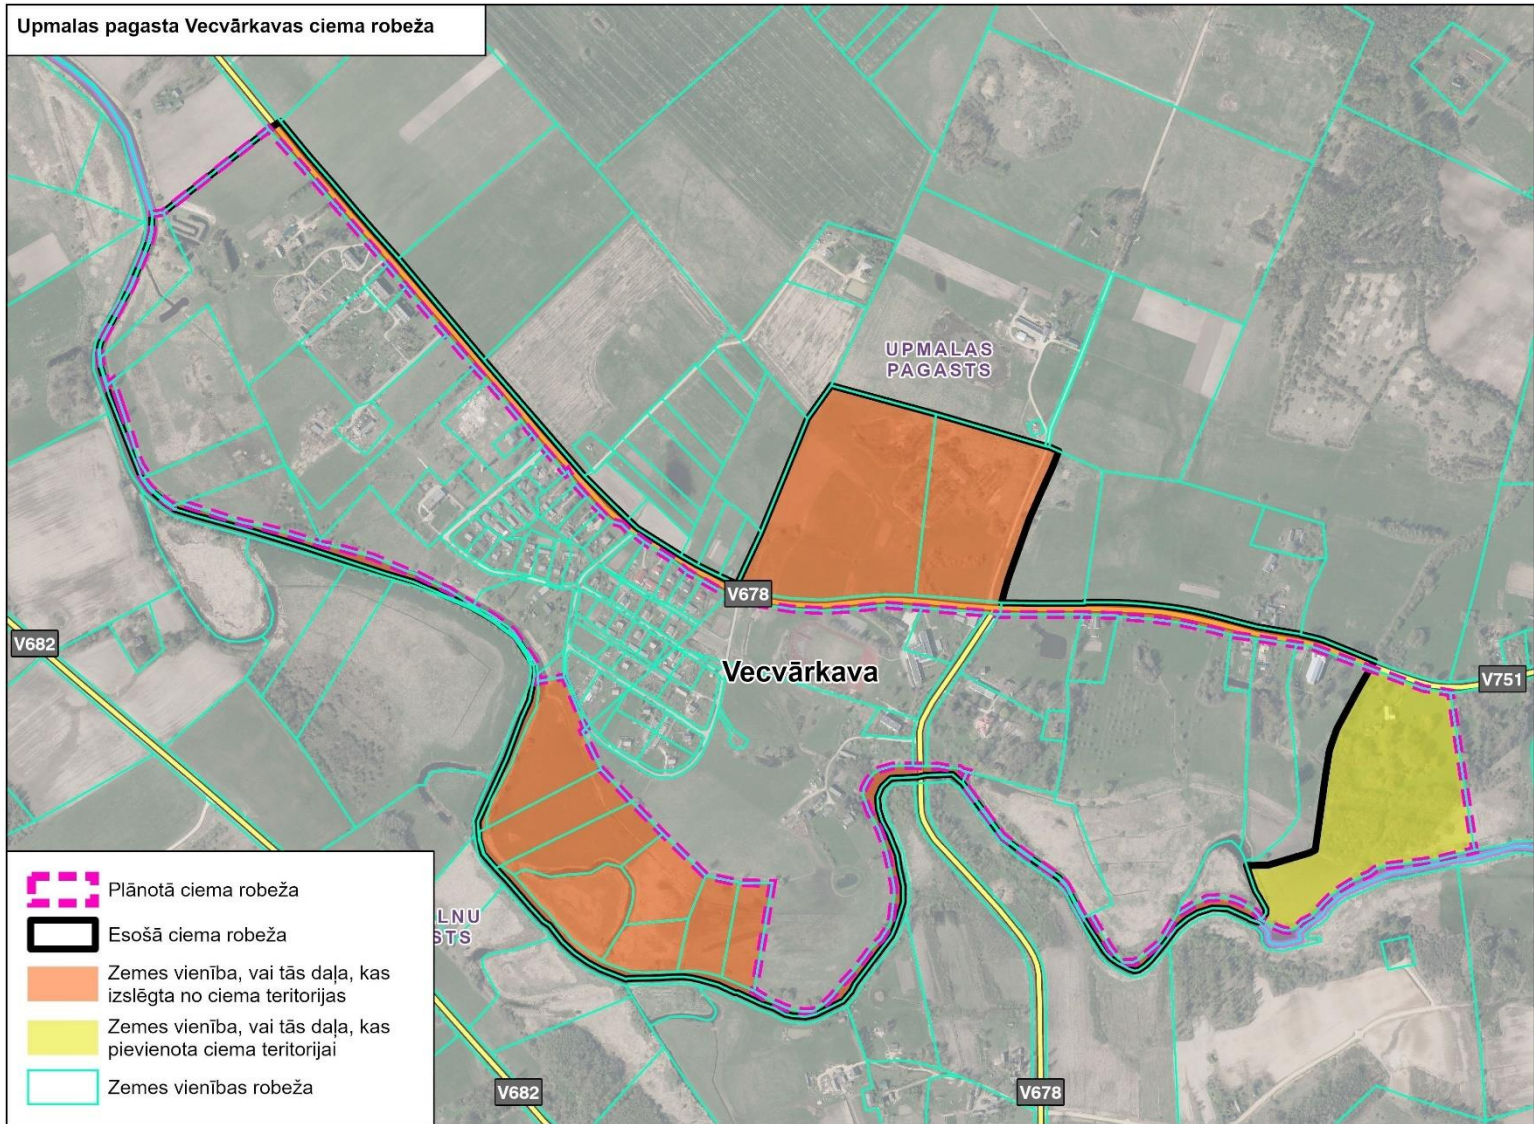 Upmalas pagasta Vecvārkavas ciema robeža
UPMALAS
PAGASTS
V678
V682
Vecvārkava
V751
LNU
STS
Plānotā ciema robeža
Esošā ciema robeža
Zemes vienība, vai tās daļa, kas
izslēgta no ciema teritorijas
Zemes vienība, vai tās daļa, kas
pievienota ciema teritorijai
Zemes vienības robeža
V682
V678